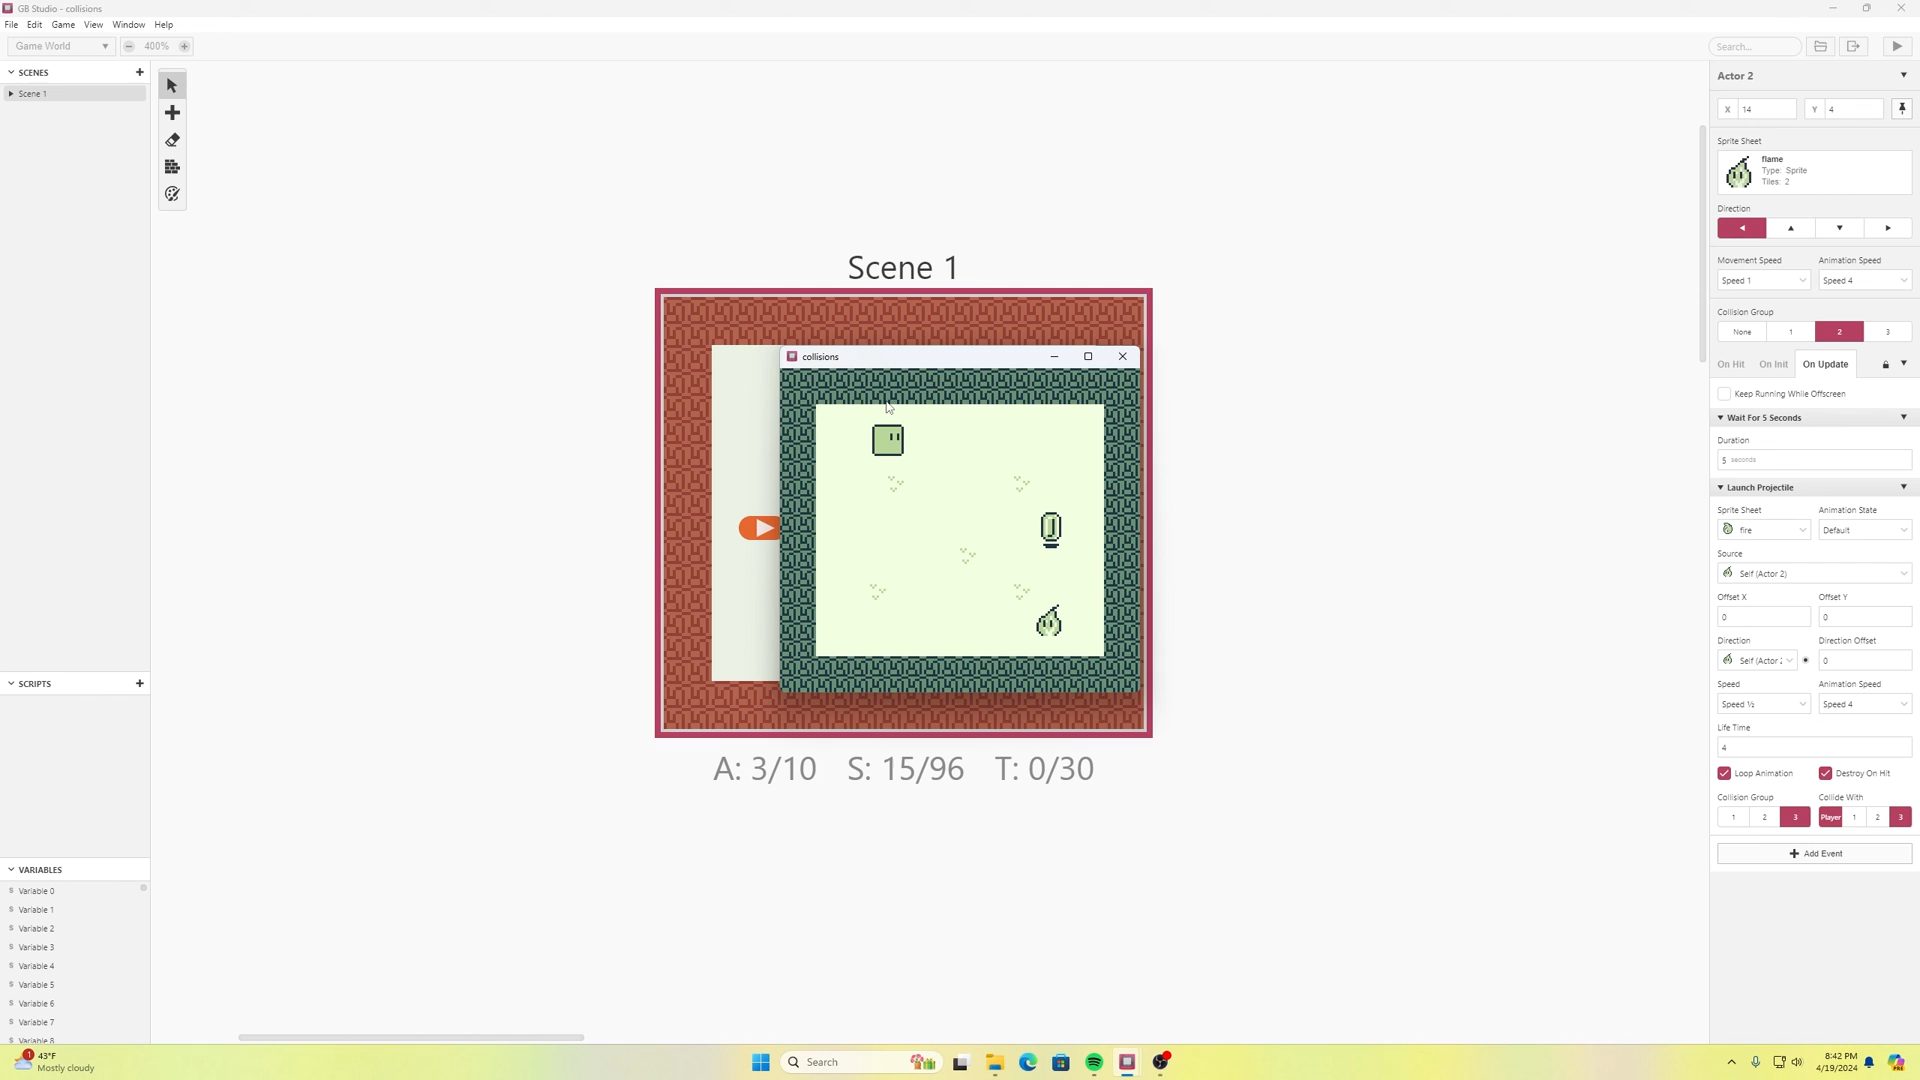 GB Studio - collisions
File Edit Game View Window Help
Game World 400% Search...
SCENES
Scene 1
SCRIPTS
VARIABLES
Variable 0
Variable 1
Variable 2
Variable 3
Variable 4
Variable 5
Variable 6
Variable 7
Variable 8
Scene 1
collisions
A: 3/10 S: 15/96 T: 0/30
Actor 2
X 14 Y 4
Sprite Sheet
flame
Type: Sprite
Tiles: 2
Direction
Movement Speed Animation Speed
Speed 1 Speed 4
Collision Group
None 1 2 3
On Hit On Init On Update
Keep Running While Offscreen
Wait For 5 Seconds
Duration
5 seconds
Launch Projectile
Sprite Sheet Animation State
fire Default
Source
Self (Actor 2)
Offset X Offset Y
0 0
Direction Direction Offset
Self (Actor 0
Speed Animation Speed
Speed ½ Speed 4
Life Time
4
Loop Animation Destroy On Hit
Collision Group Collide With
1 2 3 Player 1 2 3
Add Event
1 43°F
Mostly cloudy
Search
8:42 PM
4/19/2024
PRE